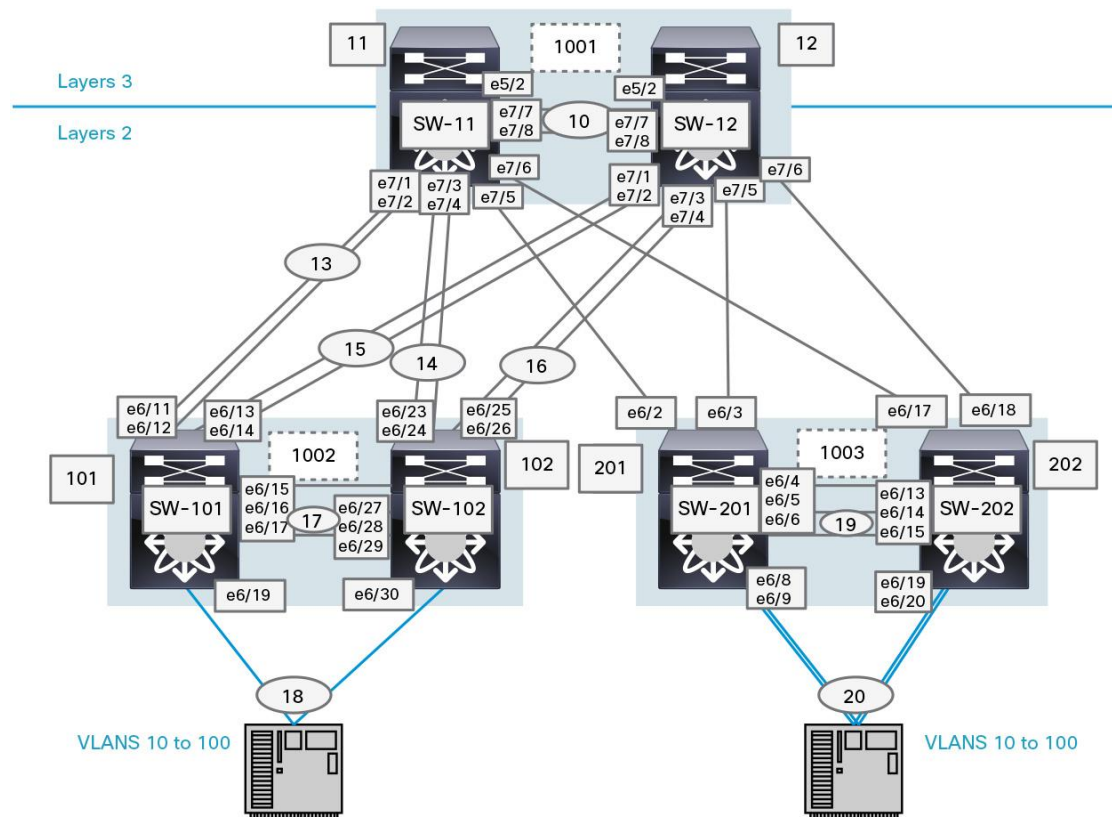 11
1001
12
Layers 3
Layers 2
e5/2
e5/2
SW-11
e7/7
e7/8
10
e7/7
e7/8
SW-12
e7/6
e7/6
e7/1
e7/2
e7/3
e7/4
e7/5
e7/1
e7/2
e7/3
e7/4
e7/5
13
15
14
16
e6/11
e6/12
e6/13
e6/14
e6/23
e6/24
e6/25
e6/26
e6/2
e6/3
e6/17
e6/18
1002
1003
101
102
201
202
SW-101
e6/15
e6/16
e6/17
17
e6/27
e6/28
e6/29
SW-102
SW-201
e6/4
e6/5
e6/6
19
e6/13
e6/14
e6/15
SW-202
e6/19
e6/30
e6/8
e6/9
e6/19
e6/20
18
20
VLANS 10 to 100
VLANS 10 to 100